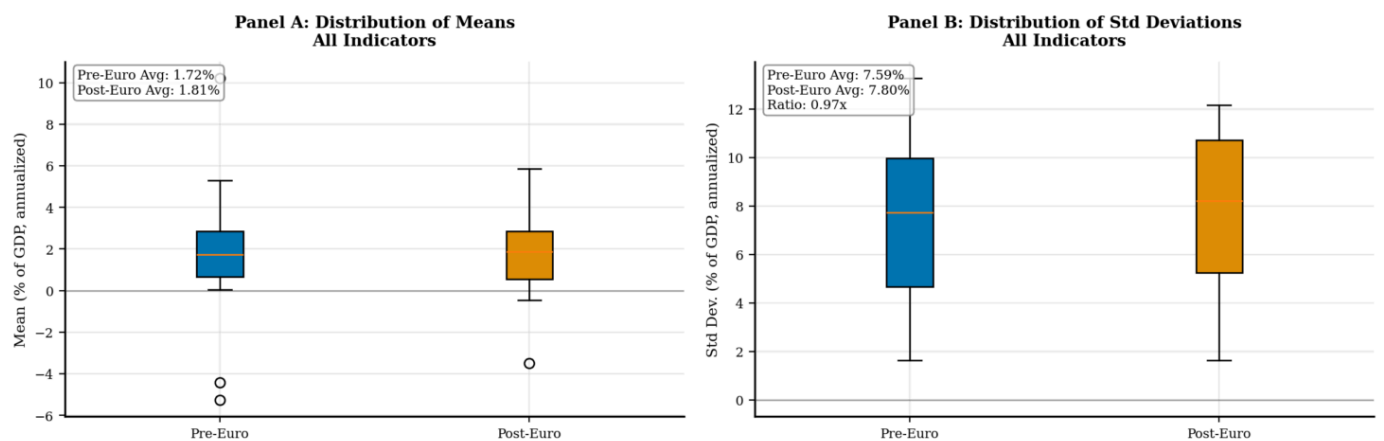 Panel A: Distribution of Means
All Indicators
Pre-Euro Avg: 1.72%
Post-Euro Avg: 1.81%
Mean (% of GDP, annualized)
10
8
6
4
2
0
−2
−4
−6
Pre-Euro
Post-Euro
Panel B: Distribution of Std Deviations
All Indicators
Pre-Euro Avg: 7.59%
Post-Euro Avg: 7.80%
Ratio: 0.97x
Std Dev. (% of GDP, annualized)
12
10
8
6
4
2
0
Pre-Euro
Post-Euro